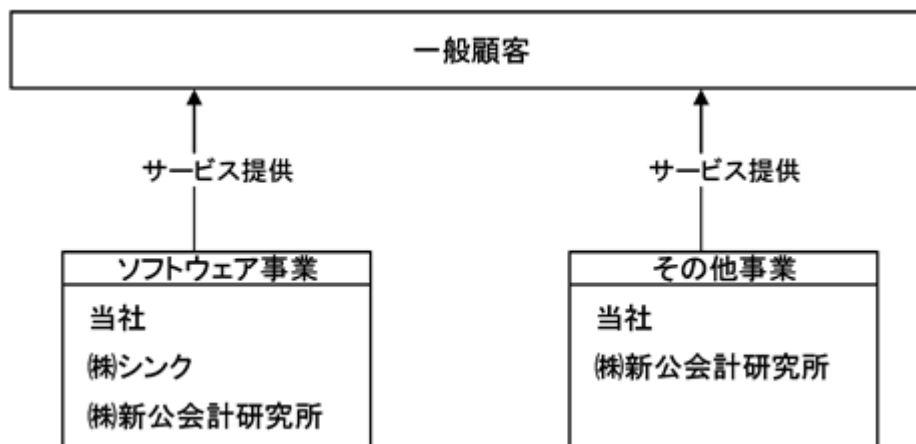 一般顧客
サービス提供
サービス提供
ソフトウェア事業
当社
㈱シンク
㈱新公会計研究所
その他事業
当社
㈱新公会計研究所